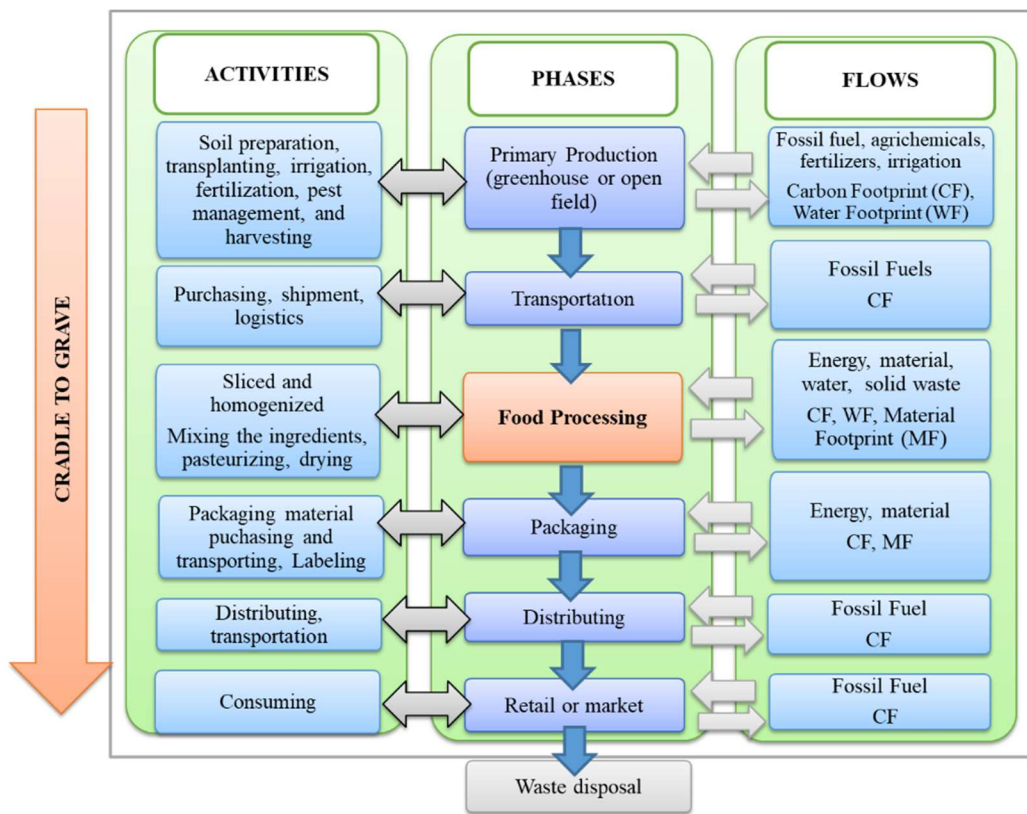 ACTIVITIES
PHASES
FLOWS
CRADLE TO GRAVE
Soil preparation,
transplanting, irrigation,
fertilization, pest
management, and
harvesting
Primary Production
(greenhouse or open
field)
Fossil fuel, agrichemicals,
fertilizers, irrigation
Carbon Footprint (CF),
Water Footprint (WF)
Purchasing, shipment,
logistics
Transportatıon
Fossil Fuels
CF
Sliced and
homogenized
Mixing the ingredients,
pasteurizing, drying
Food Processing
Energy, material,
water, solid waste
CF, WF, Material
Footprint (MF)
Packaging material
puchasing and
transporting, Labeling
Packaging
Energy, material
CF, MF
Distributing,
transportation
Distributing
Fossil Fuel
CF
Consuming
Retail or market
Fossil Fuel
CF
Waste disposal